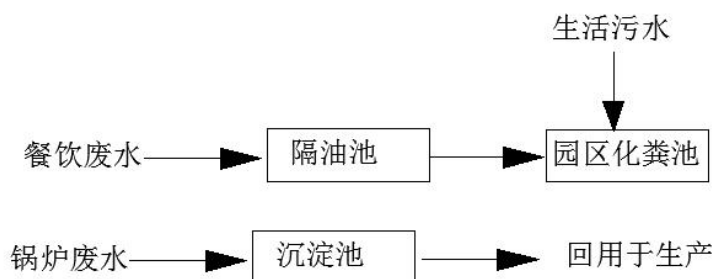 生活污水
餐饮废水
隔油池
园区化粪池
锅炉废水
沉淀池
回用于生产